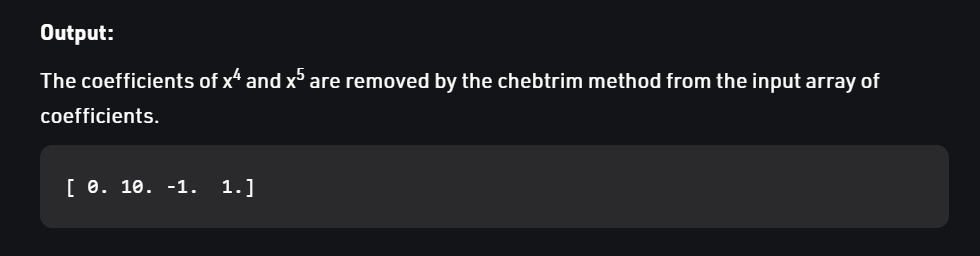 Output:
The coefficients of x⁴ and x⁵ are removed by the chebtrim method from the input array of
coefficients.
[ 0. 10. -1.  1.]